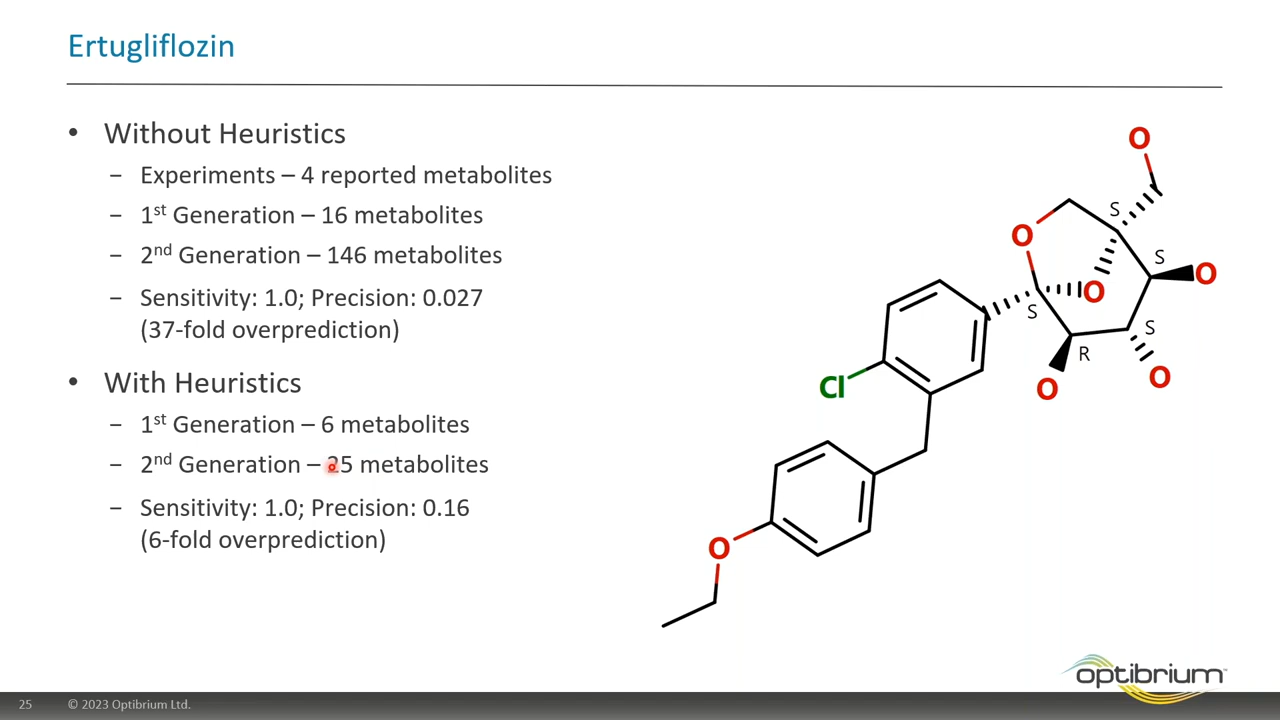 Ertugliflozin
• Without Heuristics
− Experiments – 4 reported metabolites
− 1st Generation – 16 metabolites
− 2nd Generation – 146 metabolites
− Sensitivity: 1.0; Precision: 0.027
(37-fold overprediction)
• With Heuristics
− 1st Generation – 6 metabolites
− 2nd Generation – 25 metabolites
− Sensitivity: 1.0; Precision: 0.16
(6-fold overprediction)
O
S
O
S
O
O
S
S
R
Cl
O
O
O
optibrium™
25
© 2023 Optibrium Ltd.